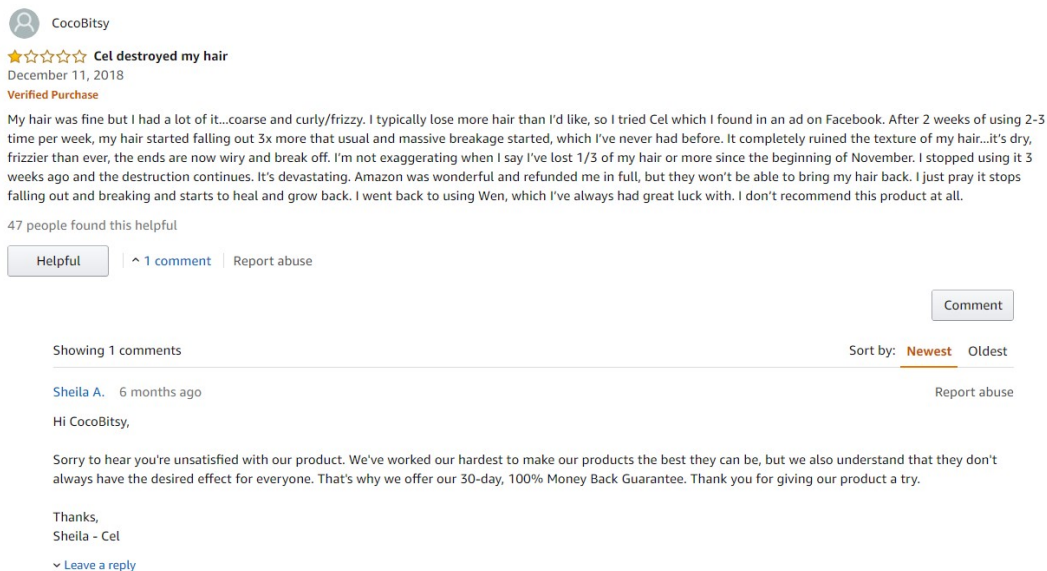 CocoBitsy
Cel destroyed my hair
December 11, 2018
Verified Purchase
My hair was fine but I had a lot of it...coarse and curly/frizzy. I typically lose more hair than I'd like, so I tried Cel which I found in an ad on Facebook. After 2 weeks of using 2-3
time per week, my hair started falling out 3x more that usual and massive breakage started, which I've never had before. It completely ruined the texture of my hair...it's dry,
frizzier than ever, the ends are now wiry and break off. I'm not exaggerating when I say I've lost 1/3 of my hair or more since the beginning of November. I stopped using it 3
weeks ago and the destruction continues. It's devastating. Amazon was wonderful and refunded me in full, but they won't be able to bring my hair back. I just pray it stops
falling out and breaking and starts to heal and grow back. I went back to using Wen, which I've always had great luck with. I don't recommend this product at all.
47 people found this helpful
Helpful 1 comment Report abuse
Comment
Showing 1 comments Sort by: Newest Oldest
Sheila A. 6 months ago Report abuse
Hi CocoBitsy,
Sorry to hear you're unsatisfied with our product. We've worked our hardest to make our products the best they can be, but we also understand that they don't
always have the desired effect for everyone. That's why we offer our 30-day, 100% Money Back Guarantee. Thank you for giving our product a try.
Thanks,
Sheila - Cel
Leave a reply